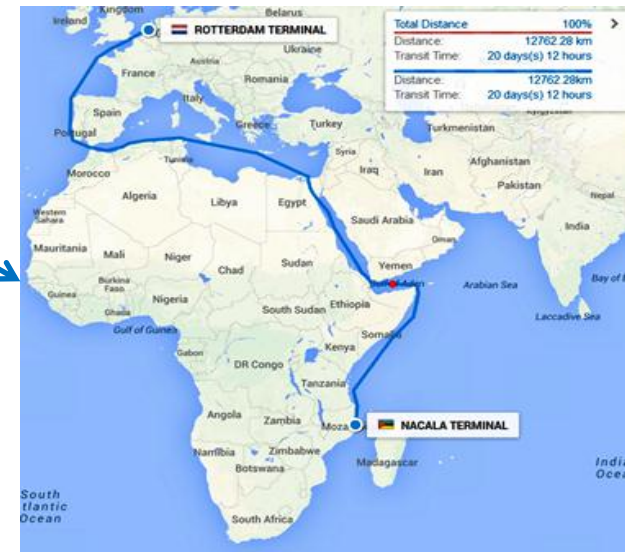 Ireland
Kingdom
Belarus
ROTTERDAM TERMINAL
Ukraine
Total Distance 100% >
Distance: 12762.28 km
Transit Time: 20 days(s) 12 hours
Distance: 12762.28km
Transit Time: 20 days(s) 12 hours
France
Austria
Romania
Italy
Spain
Portugal
Greece
Turkey
Turkmenistan
Tunisia
Syria
Morocco
Iraq
Iran
Afghanistan
Pakistan
Nepal
Algeria
Libya
Egypt
Western
Sahara
Saudi Arabia
Oman
India
Mauritania
Mali
Niger
Chad
Sudan
Yemen
Arabian Sea
Bay of
Burkina
Faso
Guinea
Nigeria
Ghana
South Sudan
Ethiopia
Laccadive Sea
Gulf of Guinea
Somalia
Gabon
Kenya
DR Congo
Tanzania
Angola
Zambia
Moza
NACALA TERMINAL
Namibia
Zimbabwe
Madagascar
Botswana
India
Ocea
South
tlantic
Ocean
South Africa